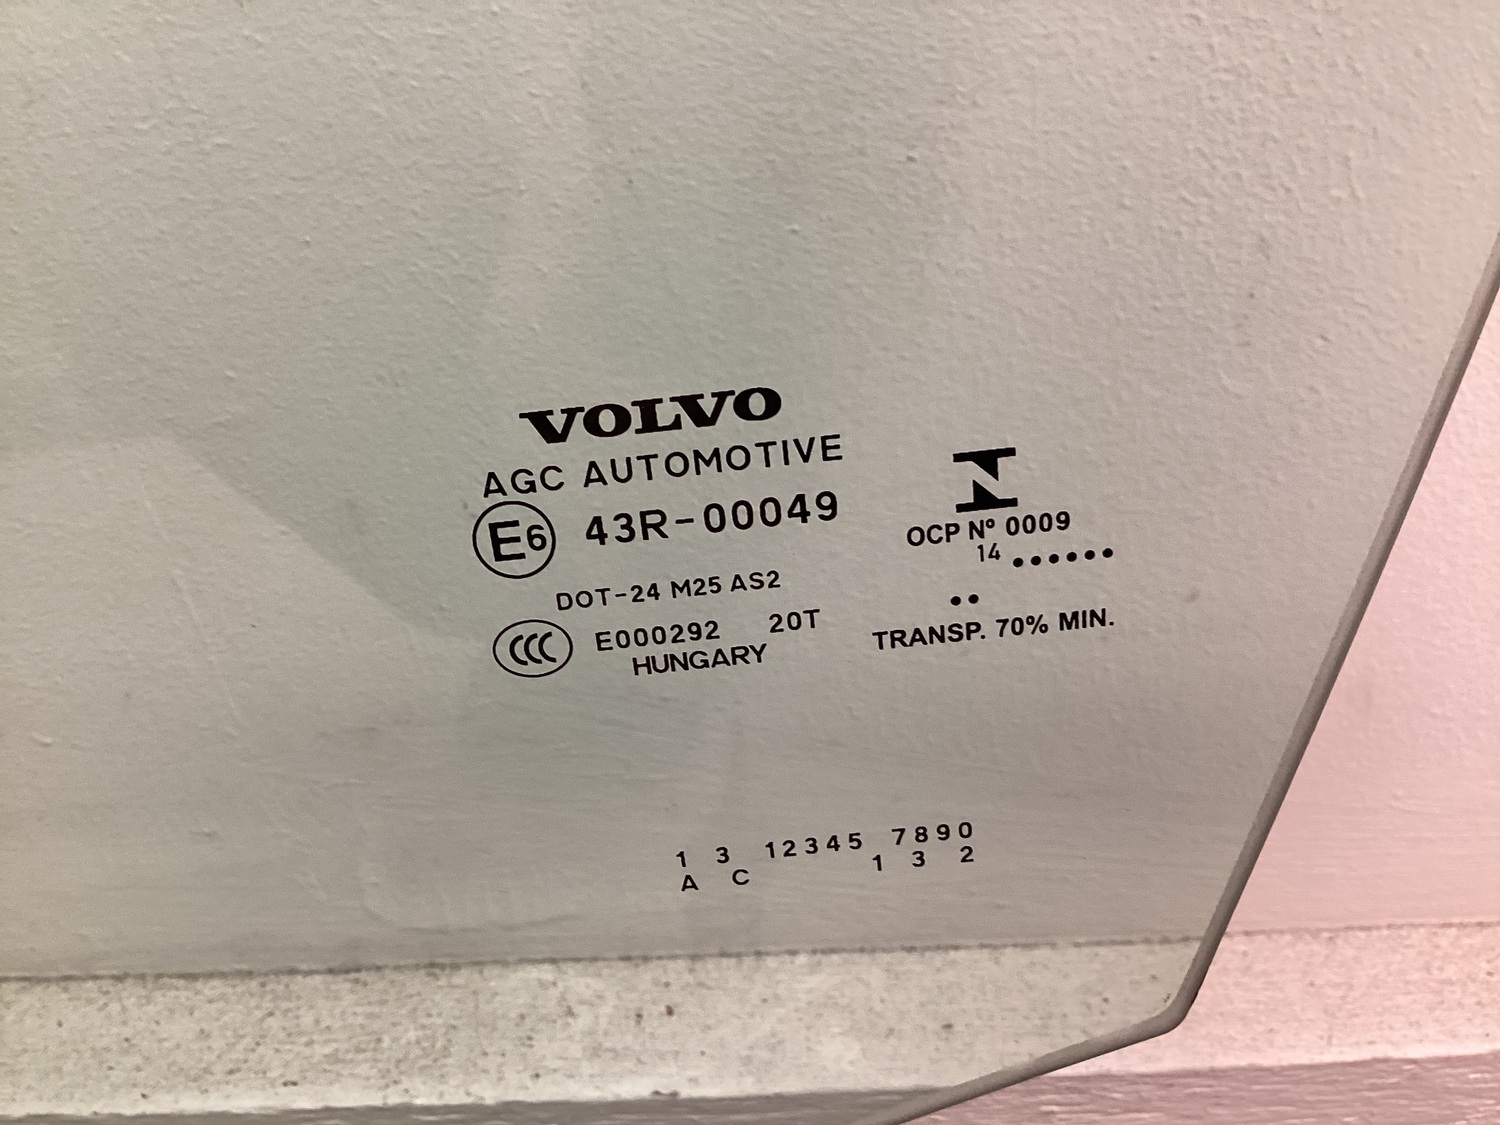 VOLVO
AGC AUTOMOTIVE
E6 43R-00049
DOT-24 M25 AS2
CCC E000292 20T
HUNGARY
OCP Nº 0009
14 ••••••
••
TRANSP. 70% MIN.
1 3 12345 7890
A C 1 3 2